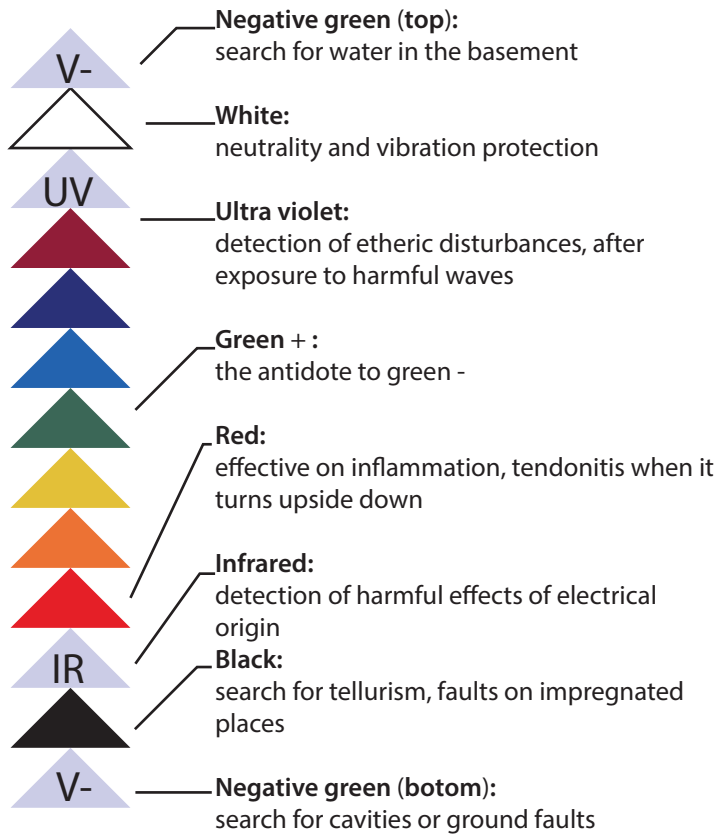 V-
Negative green (top):
search for water in the basement
White:
neutrality and vibration protection
UV
Ultra violet:
detection of etheric disturbances, after
exposure to harmful waves
Green + :
the antidote to green -
Red:
effective on inflammation, tendonitis when it
turns upside down
Infrared:
detection of harmful effects of electrical
origin
IR
Black:
search for tellurism, faults on impregnated
places
V-
Negative green (botom):
search for cavities or ground faults